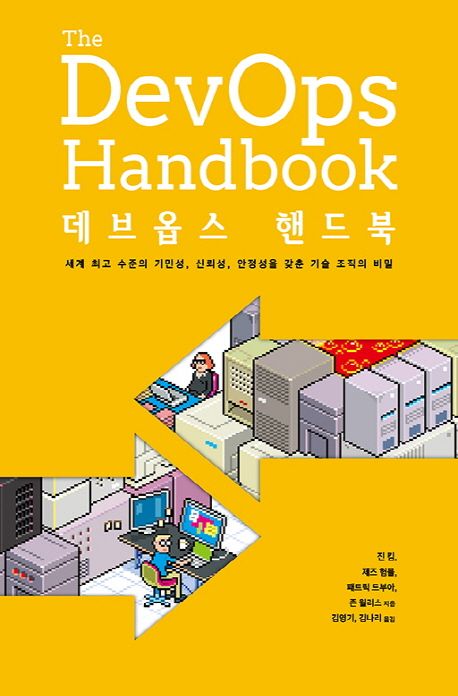 The
DevOps
Handbook
데브옵스 핸드북
세계 최고 수준의 기민성, 신뢰성, 안정성을 갖춘 기술 조직의 비밀
진 킴,
제즈 험블,
패트릭 드부아,
존 윌리스 지음
김영기, 김나리 옮김